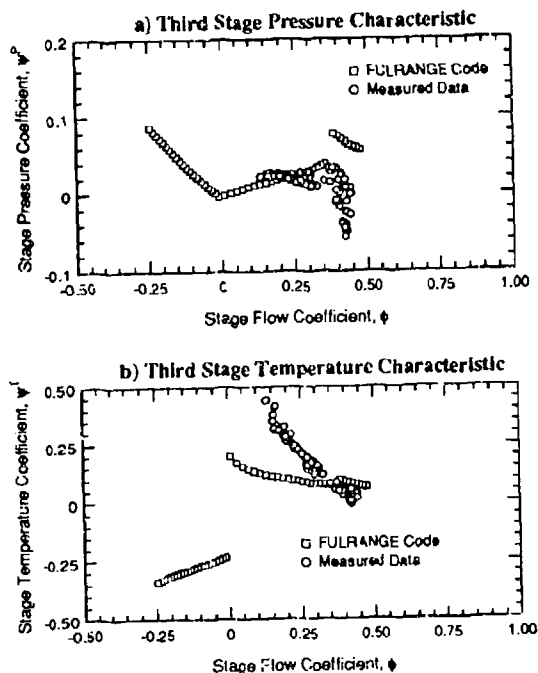 a) Third Stage Pressure Characteristic
Stage Pressure Coefficient, ψᴾ
0.2
0.1
0
-0.1
□ FULRANGE Code
○ Measured Data
-0.50 -0.25 0 0.25 0.50 0.75 1.00
Stage Flow Coefficient, ϕ
b) Third Stage Temperature Characteristic
Stage Temperature Coefficient, ψᵀ
0.50
0.25
0
-0.25
-0.50
□ FULRANGE Code
○ Measured Data
-0.50 -0.25 0 0.25 0.50 0.75 1.00
Stage Flow Coefficient, ϕ